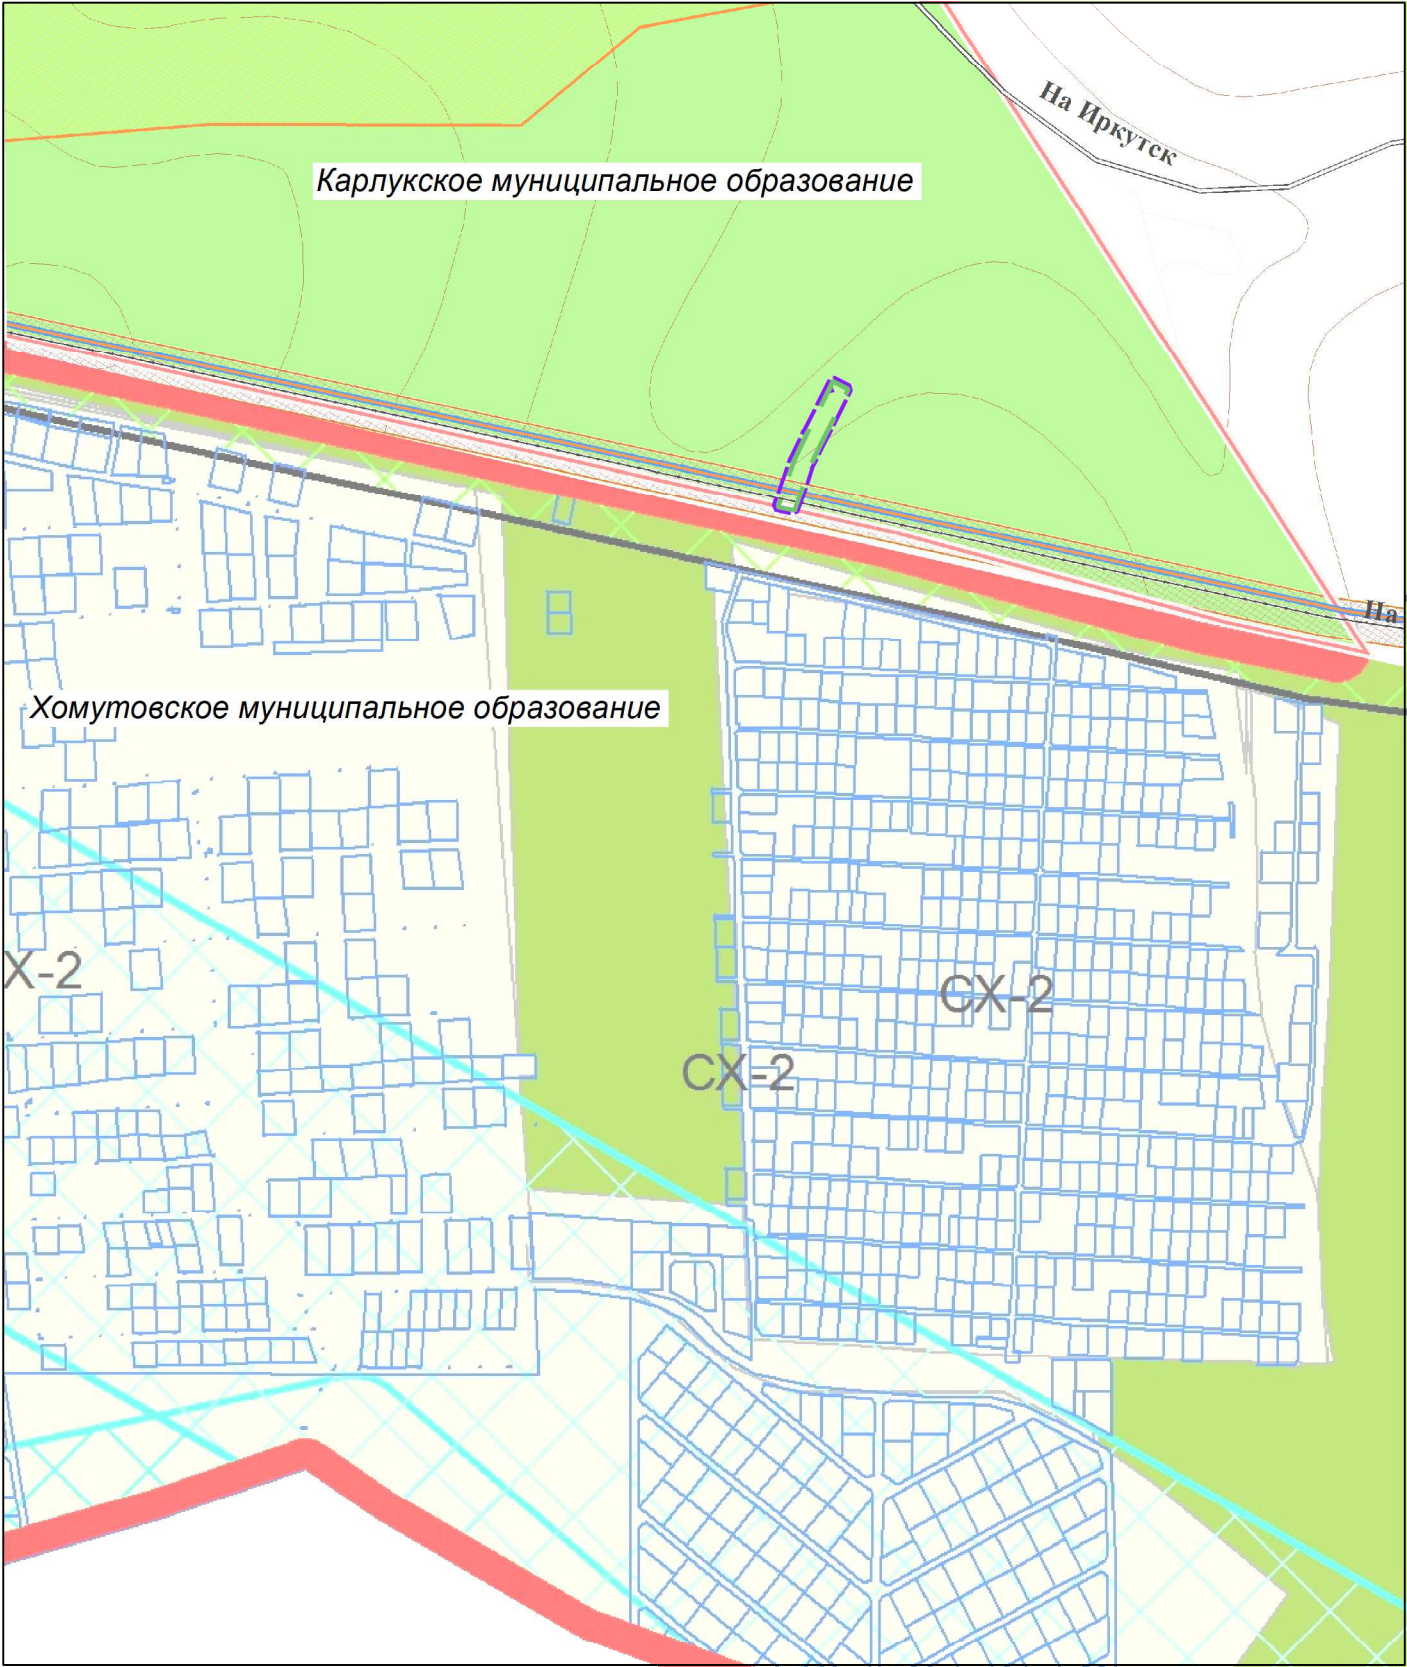 На Иркутск
Карлукское муниципальное образование
На
Хомутовское муниципальное образование
Х-2
СХ-2
СХ-2